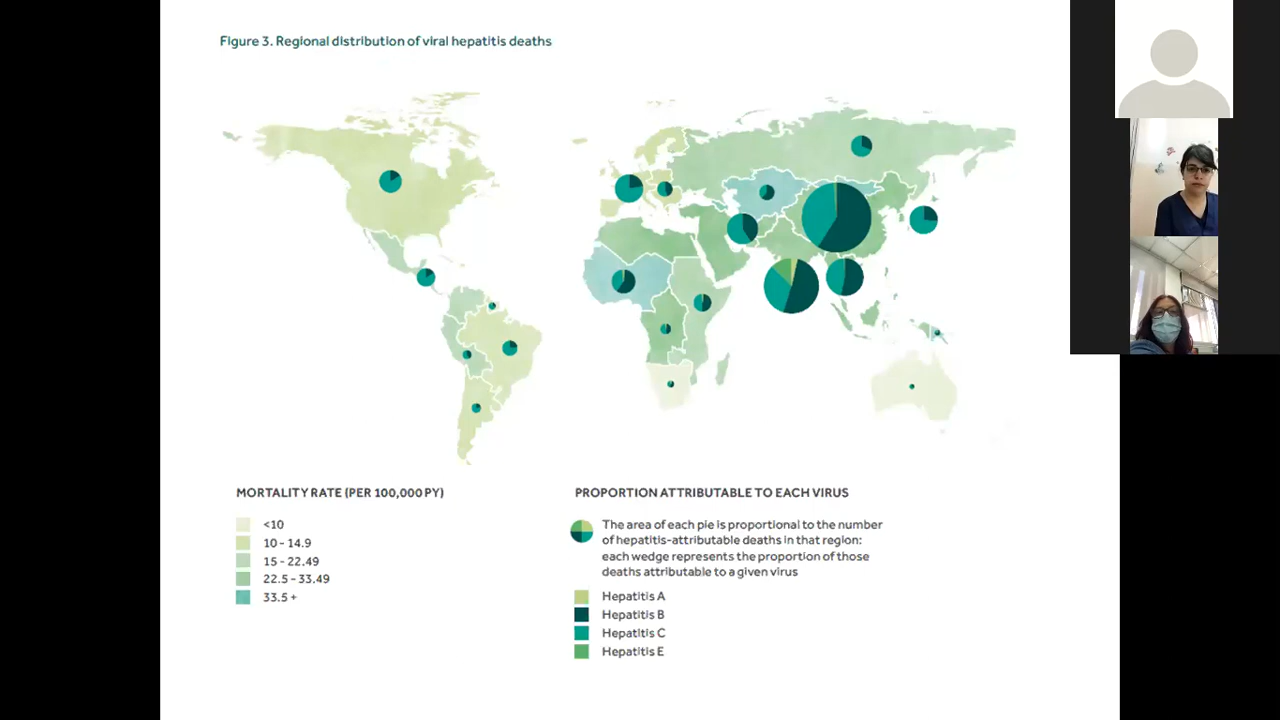 Figure 3. Regional distribution of viral hepatitis deaths
MORTALITY RATE (PER 100,000 PY)
<10
10 - 14.9
15 - 22.49
22.5 - 33.49
33.5 +
PROPORTION ATTRIBUTABLE TO EACH VIRUS
The area of each pie is proportional to the number
of hepatitis-attributable deaths in that region:
each wedge represents the proportion of those
deaths attributable to a given virus
Hepatitis A
Hepatitis B
Hepatitis C
Hepatitis E